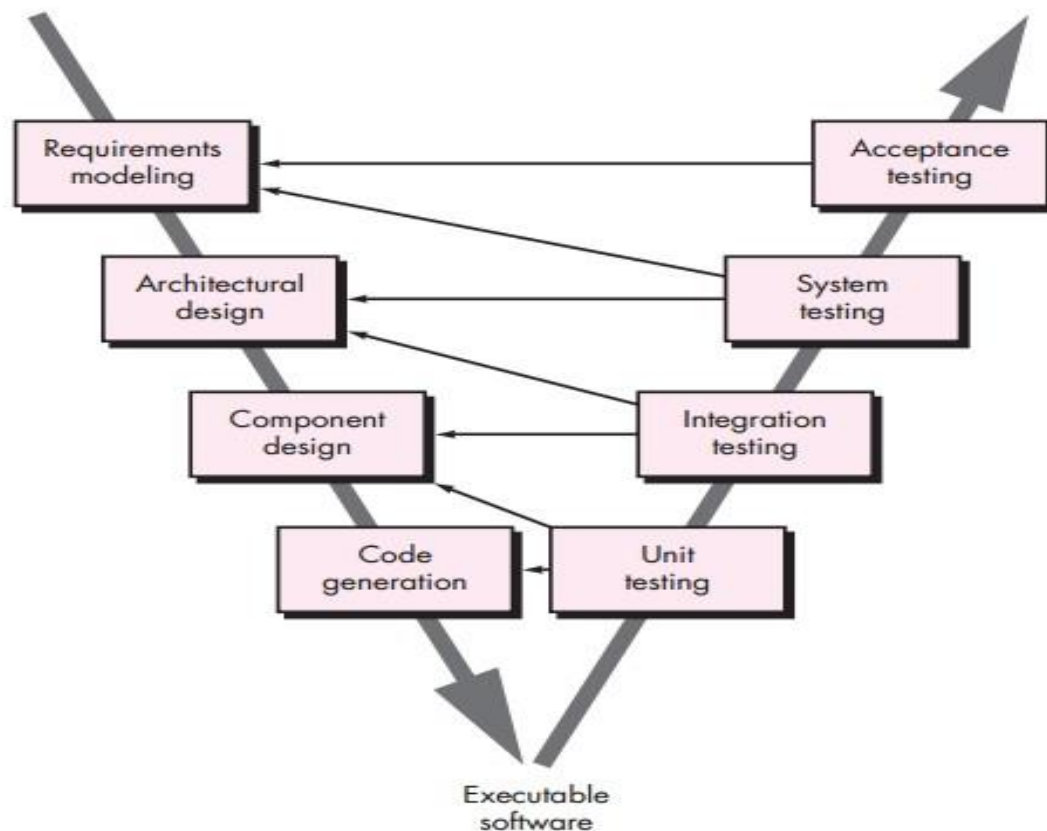 Requirements
modeling
Acceptance
testing
Architectural
design
System
testing
Component
design
Integration
testing
Code
generation
Unit
testing
Executable
software